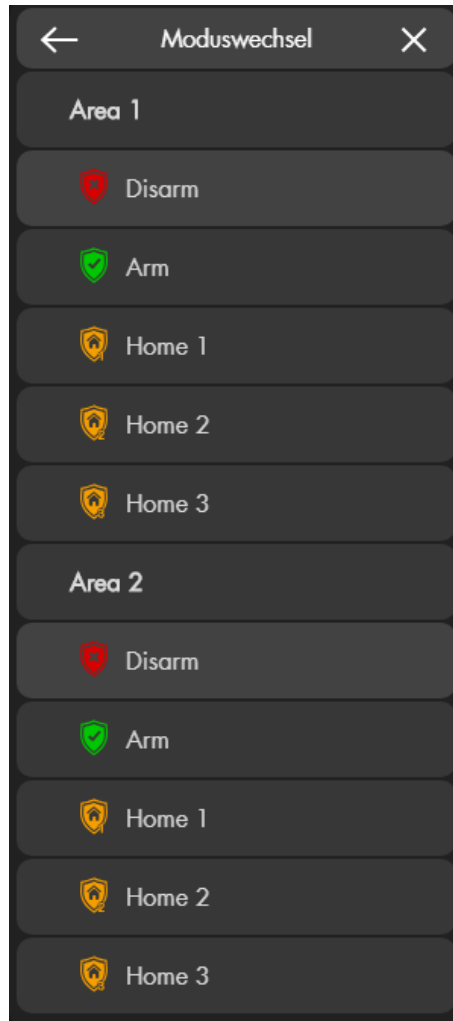 Moduswechsel
Area 1
Disarm
Arm
Home 1
Home 2
Home 3
Area 2
Disarm
Arm
Home 1
Home 2
Home 3